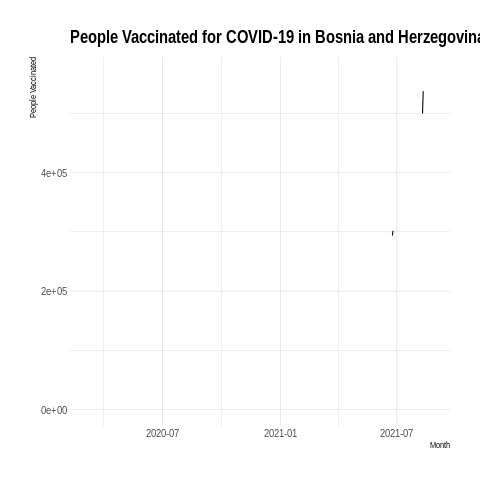 People Vaccinated for COVID-19 in Bosnia and Herzegovina
People Vaccinated
4e+05
2e+05
0e+00
2020-07
2021-01
2021-07
Month